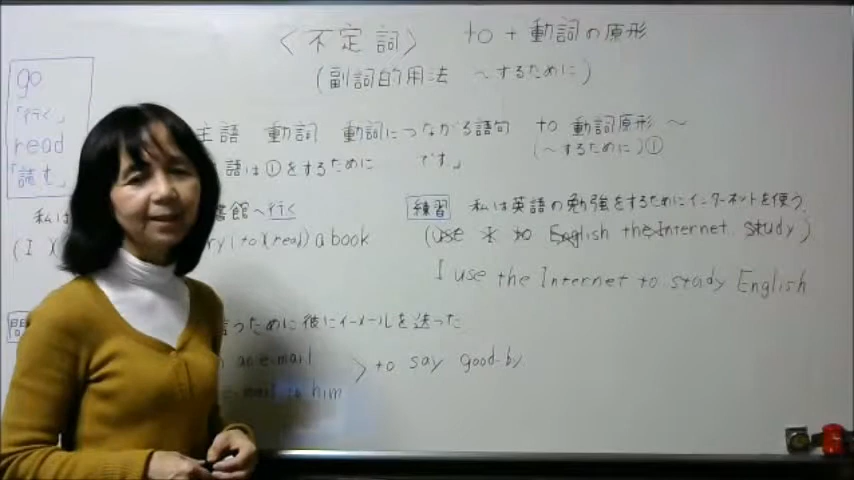 〈不定詞〉 to + 動詞の原形
(副詞的用法 〜するために)
go
「行く」
read
「読む」
主語 動詞 動詞につながる語句 to 動詞原形 〜
語は①をするために です」 (〜するために)①
私は 書館へ行く
(I )( ry(to)(read) a book
練習 私は英語の勉強をするためにインターネットを使う。
(use I to English the Internet study)
I use the Internet to study English
問 言うために彼にイーメールを送った
an e-mail
mail to him > to say good-by